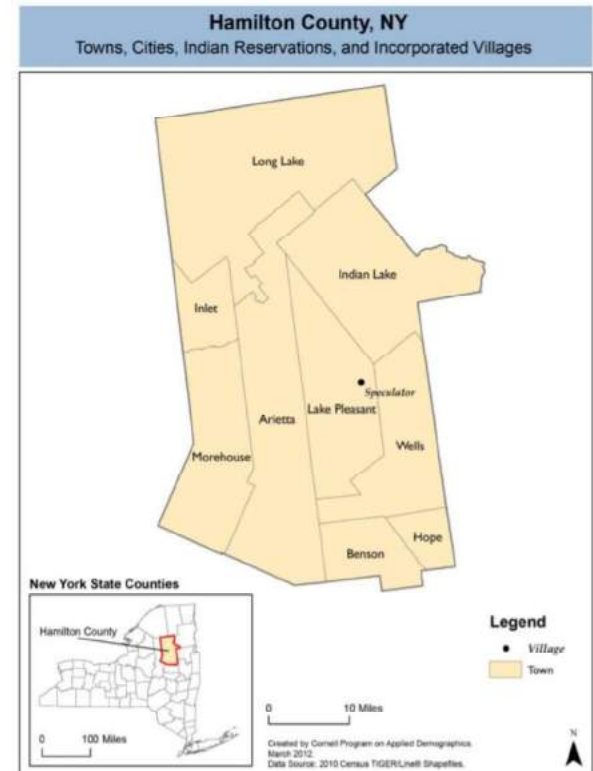 Hamilton County, NY
Towns, Cities, Indian Reservations, and Incorporated Villages
Long Lake
Indian Lake
Inlet
Speculator
Lake Pleasant
Arietta
Wells
Morehouse
Hope
Benson
New York State Counties
Hamilton County
0 100 Miles
0 10 Miles
Legend
Village
Town
Created by Cornell Program on Applied Demographics
March 2012.
Data Source: 2010 Census TIGER/Line® Shapefiles.
N